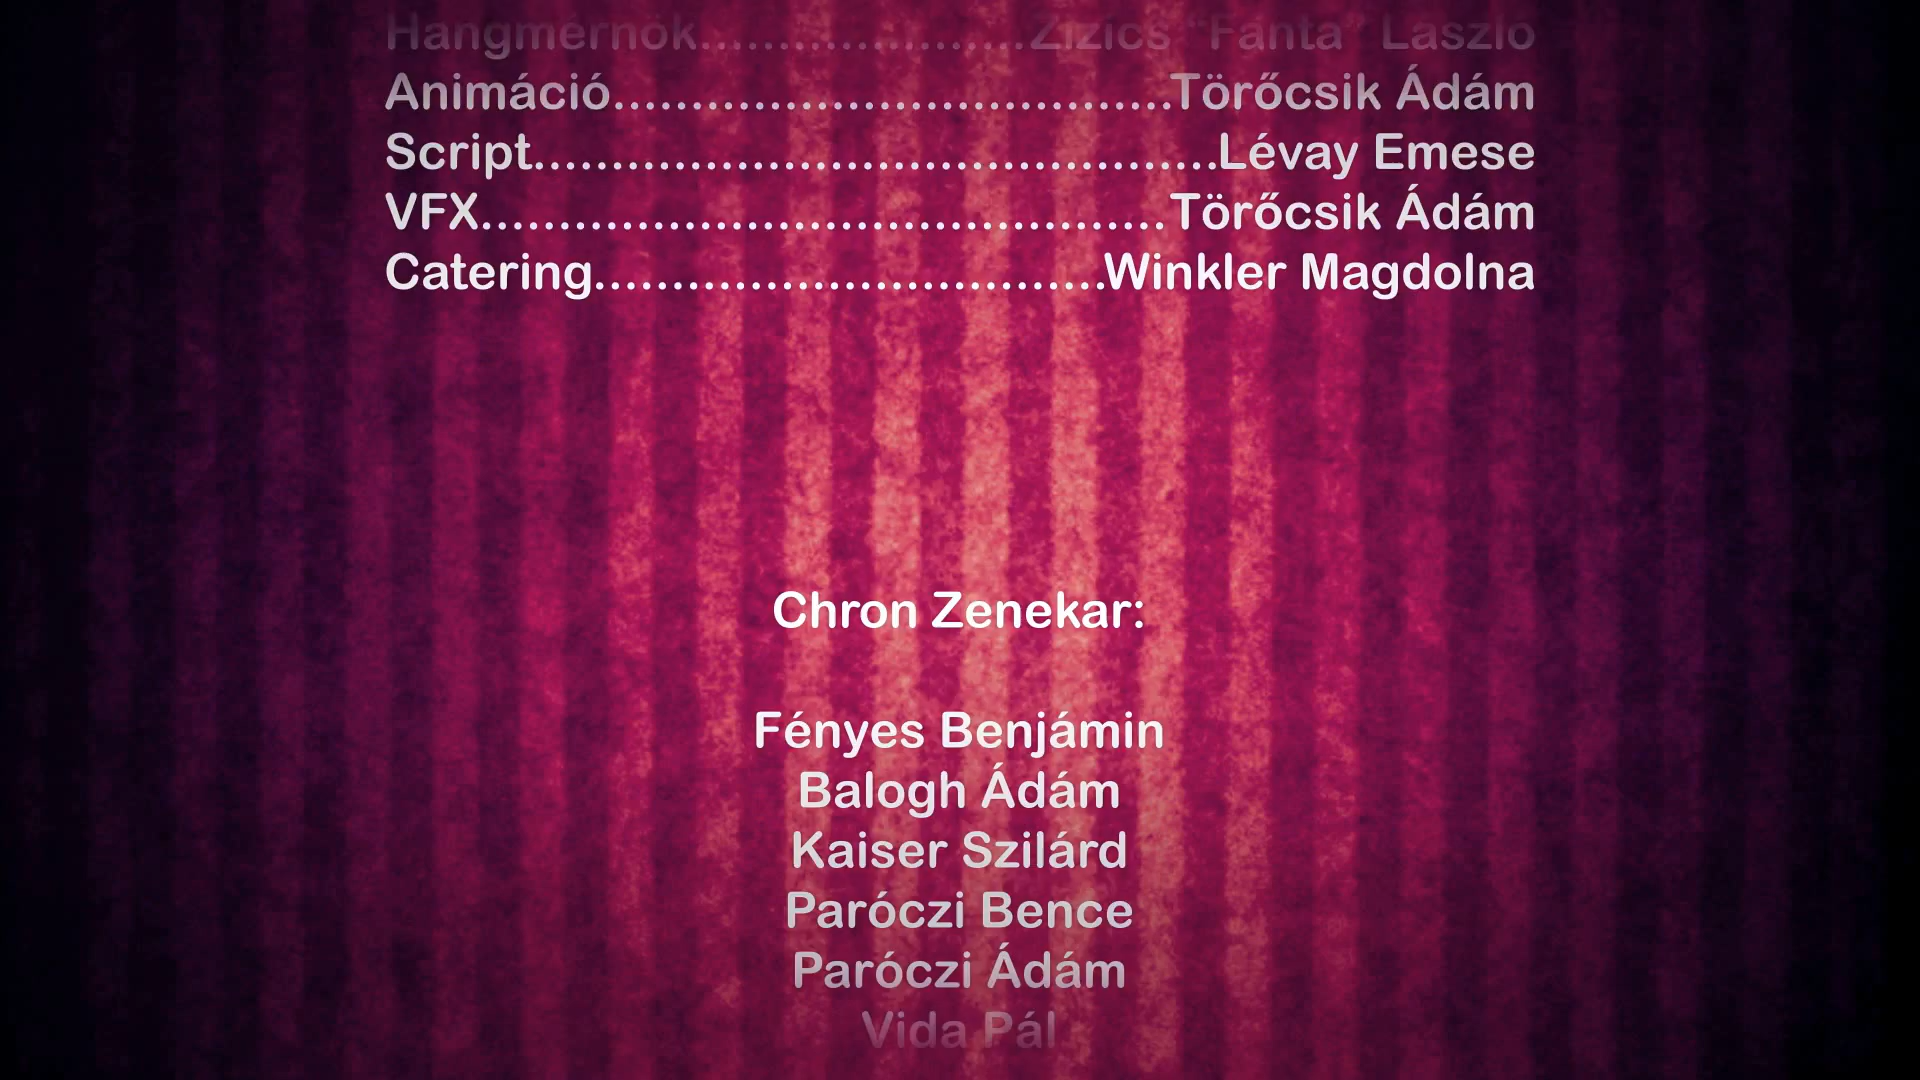 Hangmérnök.....................Zizics "Fanta" László
Animáció....................................Törőcsik Ádám
Script............................................Lévay Emese
VFX............................................Törőcsik Ádám
Catering.................................Winkler Magdolna
Chron Zenekar:
Fényes Benjámin
Balogh Ádám
Kaiser Szilárd
Paróczi Bence
Paróczi Ádám
Vida Pál